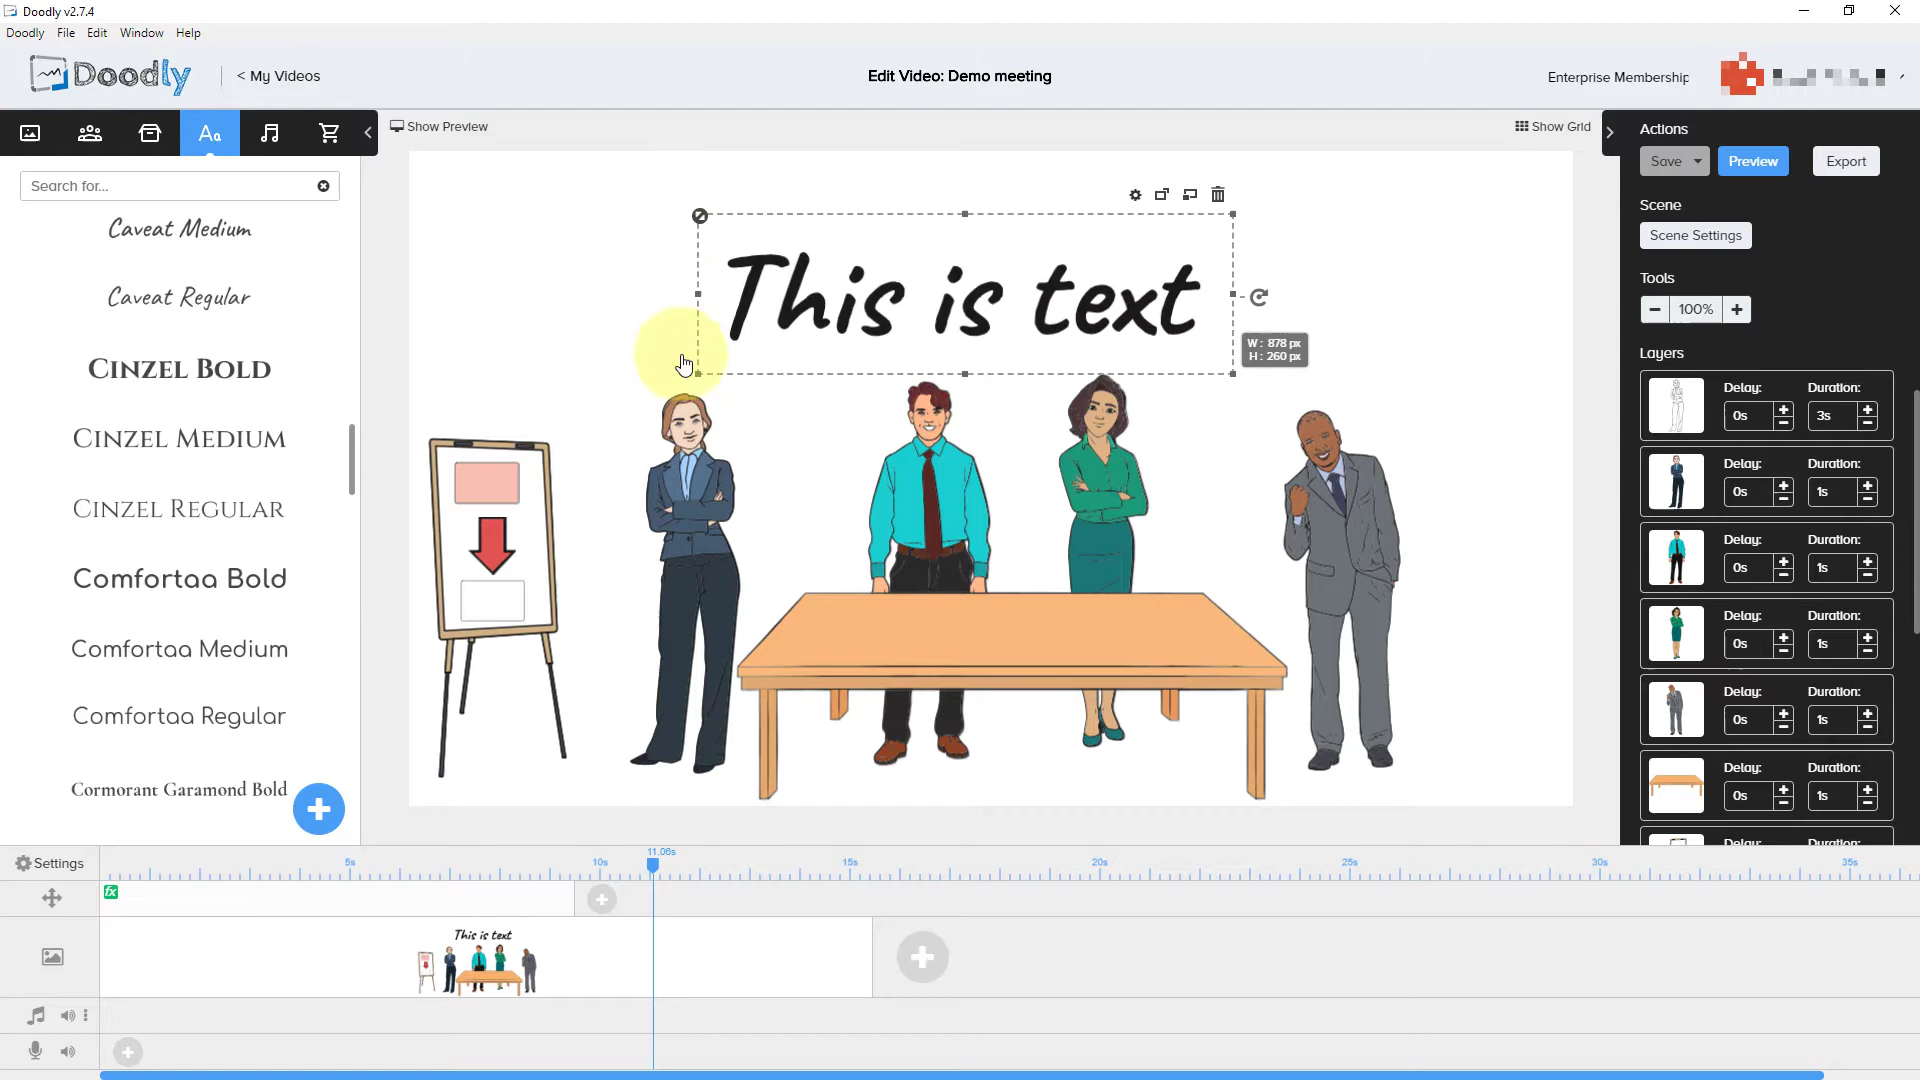 Doodly v2.7.4
Doodly File Edit Window Help
Doodly
< My Videos
Edit Video: Demo meeting
Enterprise Membership
Aa
Show Preview
Show Grid
Search for...
Caveat Medium
Caveat Regular
Cinzel Bold
Cinzel Medium
Cinzel Regular
Comfortaa Bold
Comfortaa Medium
Comfortaa Regular
Cormorant Garamond Bold
This is text
W : 878 px
H : 260 px
Actions
Save
Preview
Export
Scene
Scene Settings
Tools
100%
Layers
Delay: Duration:
0s 3s
Delay: Duration:
0s 1s
Delay: Duration:
0s 1s
Delay: Duration:
0s 1s
Delay: Duration:
0s 1s
Delay: Duration:
0s 1s
Settings
5s 10s 11.06s 15s 20s 25s 30s 35s
fx
This is text